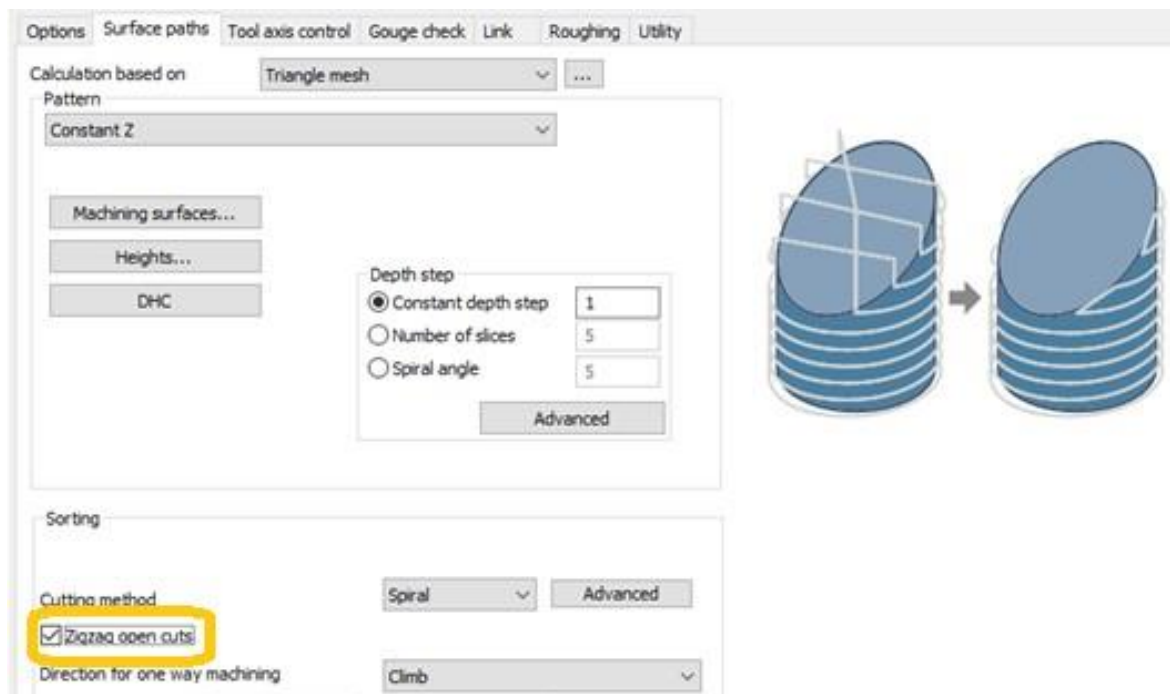 Options Surface paths Tool axis control Gouge check Link Roughing Utility
Calculation based on Triangle mesh ...
Pattern
Constant Z
Machining surfaces...
Heights...
DHC
Depth step
Constant depth step 1
Number of slices 5
Spiral angle 5
Advanced
Sorting
Cutting method Spiral Advanced
Zigzag open cuts
Direction for one way machining Climb